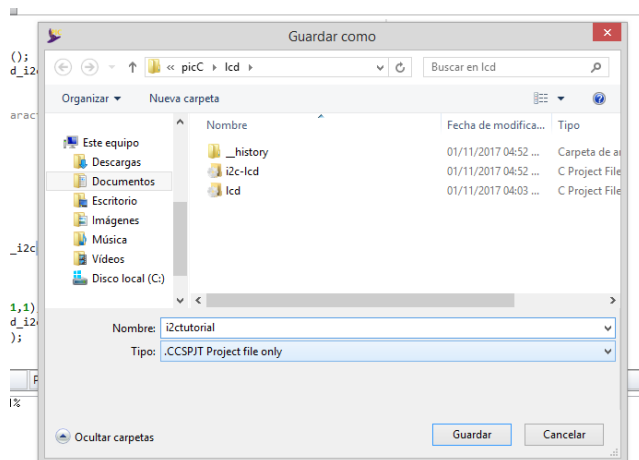 Guardar como
();
d_i2
« picC › lcd ›
Buscar en lcd
Organizar
Nueva carpeta
arac
Nombre
Fecha de modifica...
Tipo
Este equipo
Descargas
Documentos
Escritorio
Imágenes
Música
Vídeos
Disco local (C:)
__history
01/11/2017 04:52 ...
Carpeta de a
i2c-lcd
01/11/2017 04:52 ...
C Project File
lcd
01/11/2017 04:03 ...
C Project File
_i2c
1,1)
d_i2
);
Nombre: i2ctutorial
Tipo: .CCSPJT Project file only
P
1%
Ocultar carpetas
Guardar
Cancelar